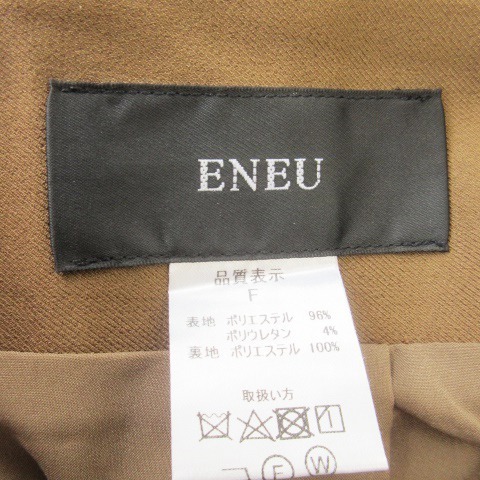 ENEU
品質表示
F
表地 ポリエステル 96%
ポリウレタン 4%
裏地 ポリエステル 100%
取扱い方
F W